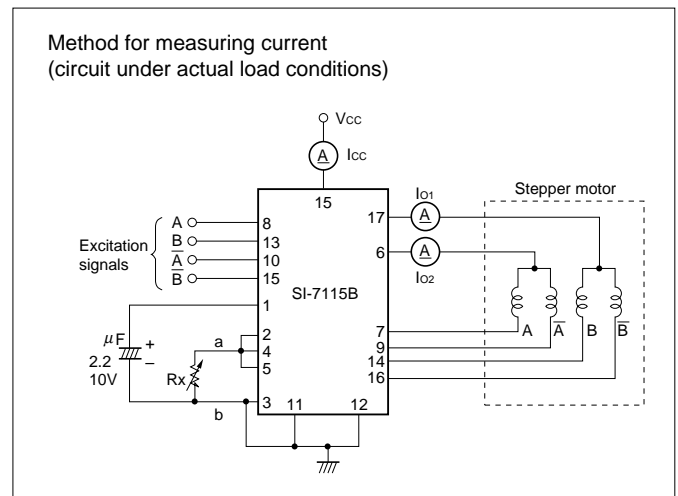 Method for measuring current
(circuit under actual load conditions)
Vcc
A Icc
15
Excitation
signals
A 8
B 13
A̅ 10
B̅ 15
1
SI-7115B
17
IO1
A
6
A
IO2
Stepper motor
A A̅ B B̅
7
9
14
16
μF +
2.2 –
10V
a
2
4
5
Rx
b
3
11 12